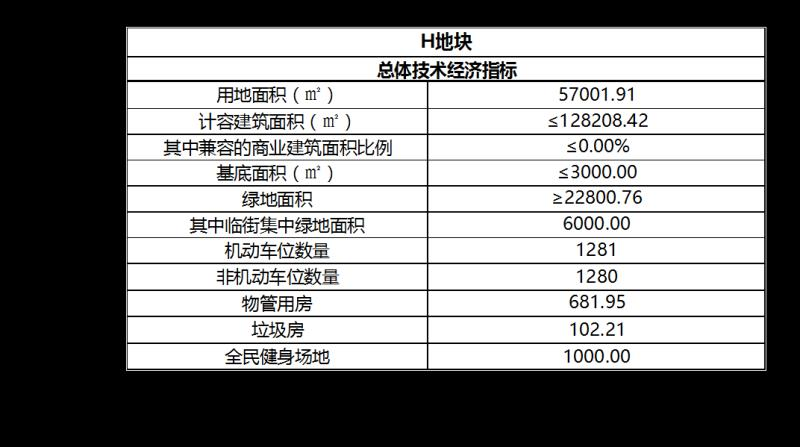 H地块
总体技术经济指标
用地面积（㎡） 57001.91
计容建筑面积（㎡） ≤128208.42
其中兼容的商业建筑面积比例 ≤0.00%
基底面积（㎡） ≤3000.00
绿地面积 ≥22800.76
其中临街集中绿地面积 6000.00
机动车位数量 1281
非机动车位数量 1280
物管用房 681.95
垃圾房 102.21
全民健身场地 1000.00